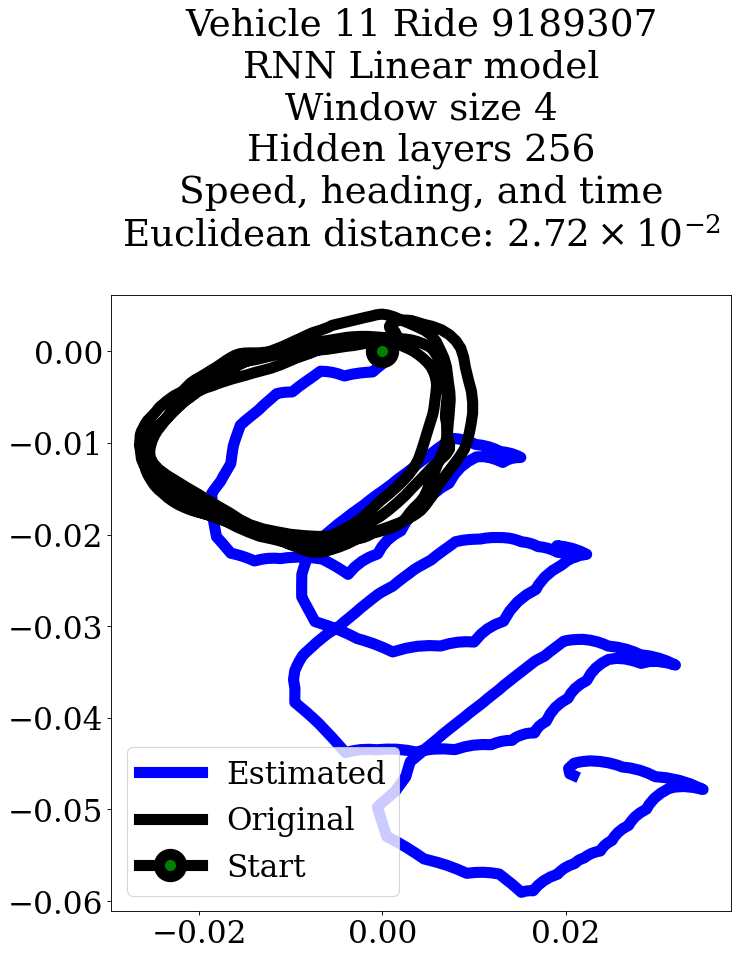 Vehicle 11 Ride 9189307
RNN Linear model
Window size 4
Hidden layers 256
Speed, heading, and time
Euclidean distance: $2.72 \times 10^{-2}$
0.00
−0.01
−0.02
−0.03
−0.04
−0.05
−0.06
Estimated
Original
Start
−0.02
0.00
0.02